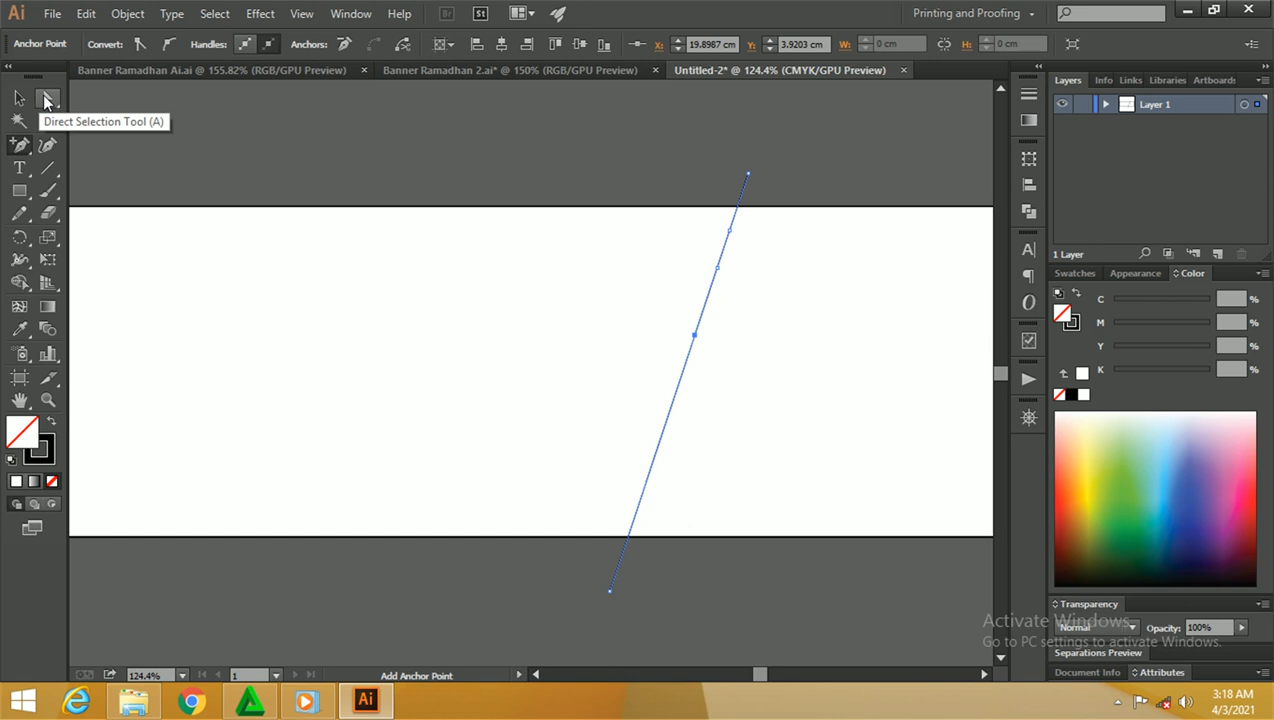 Ai File Edit Object Type Select Effect View Window Help Br St Printing and Proofing
Anchor Point Convert: Handles: Anchors: X: 19.8987 cm Y: 3.9203 cm W: 0 cm H: 0 cm
Banner Ramadhan Ai.ai @ 155.82% (RGB/GPU Preview) × Banner Ramadhan 2.ai* @ 150% (RGB/GPU Preview) × Untitled-2* @ 124.4% (CMYK/GPU Preview) ×
Layers Info Links Libraries Artboards
Layer 1
Direct Selection Tool (A)
1 Layer
Swatches Appearance Color
C %
M %
Y %
K %
Transparency
Normal Opacity: 100%
Separations Preview
Document Info Attributes
Activate Windows
Go to PC settings to activate Windows.
124.4% 1 Add Anchor Point
Ai
3:18 AM
4/3/2021